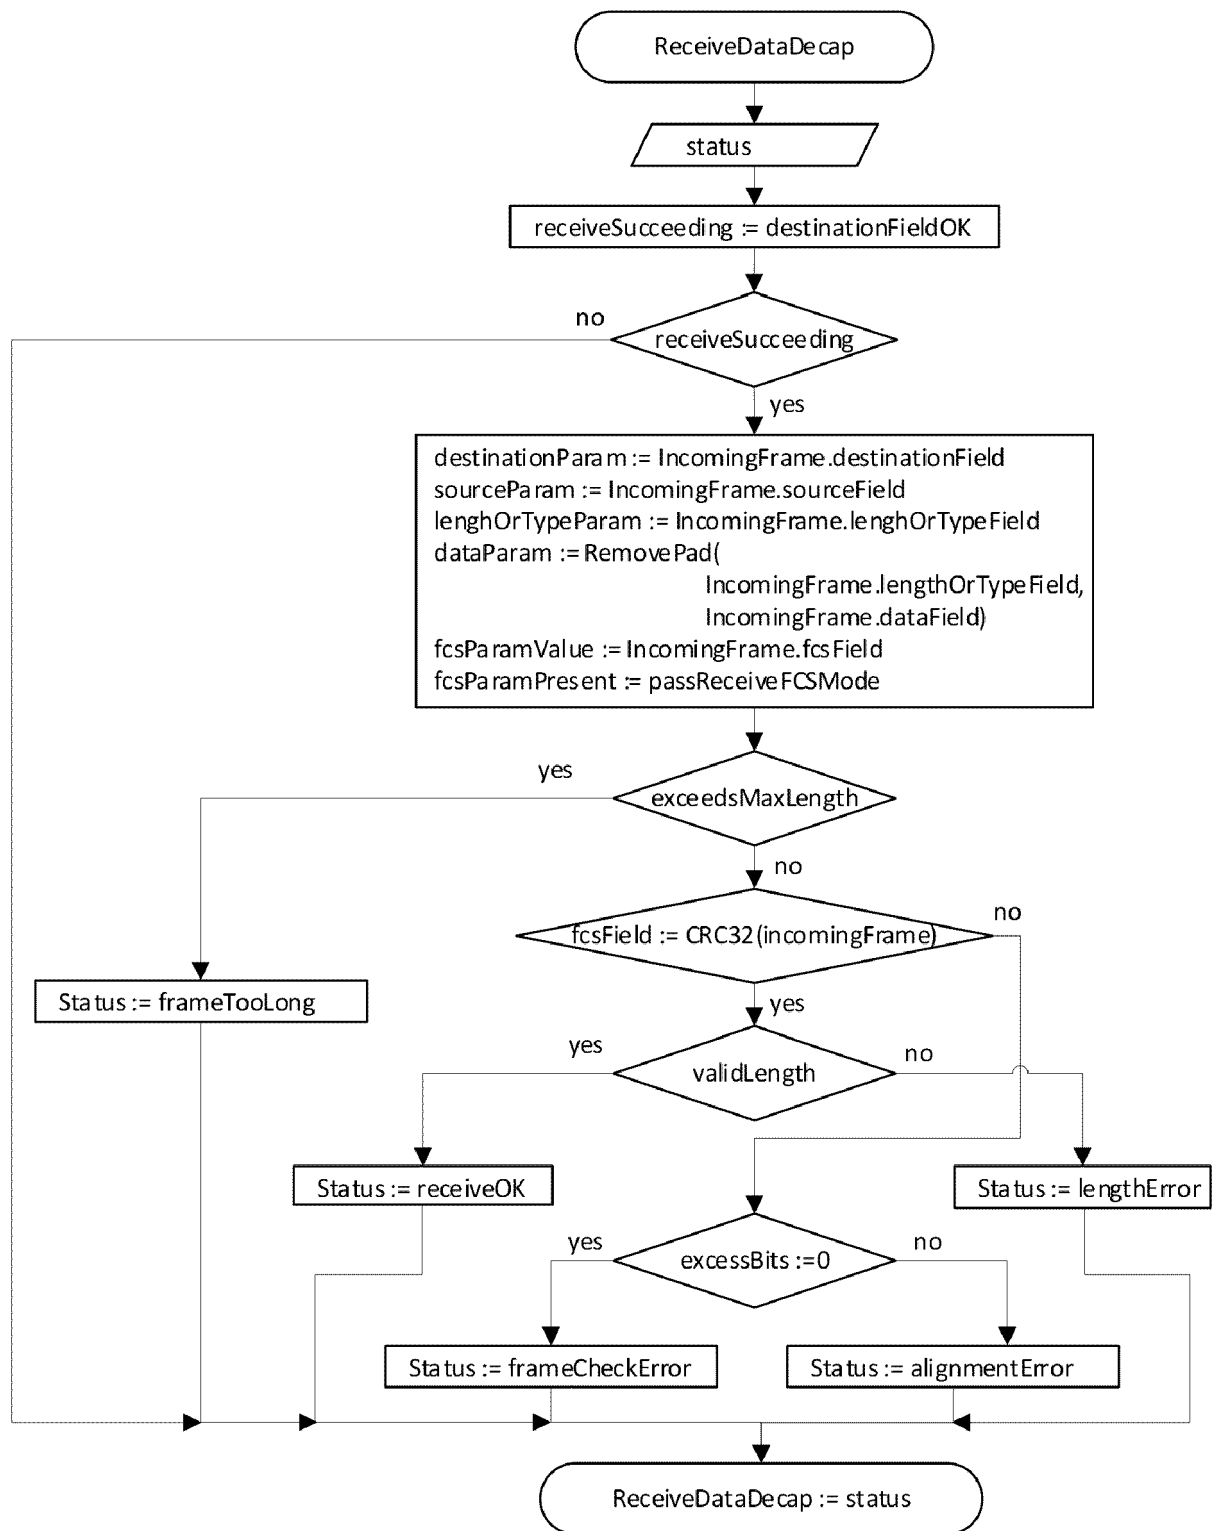 ReceiveDataDecap
status
receiveSucceeding := destinationFieldOK
no
receiveSucceeding
yes
destinationParam := IncomingFrame.destinationField
sourceParam := IncomingFrame.sourceField
lenghOrTypeParam := IncomingFrame.lenghOrTypeField
dataParam := RemovePad(
IncomingFrame.lengthOrTypeField,
IncomingFrame.dataField)
fcsParamValue := IncomingFrame.fcsField
fcsParamPresent := passReceiveFCSMode
yes
exceedsMaxLength
no
fcsField := CRC32(incomingFrame)
no
Status := frameTooLong
yes
yes
validLength
no
Status := receiveOK
Status := lengthError
yes
excessBits :=0
no
Status := frameCheckError
Status := alignmentError
ReceiveDataDecap := status